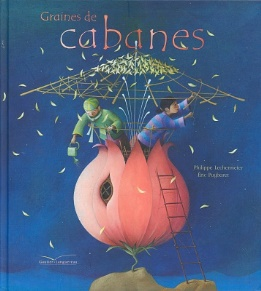 Graines de
cabanes
Philippe Lechermeier
Éric Puybaret